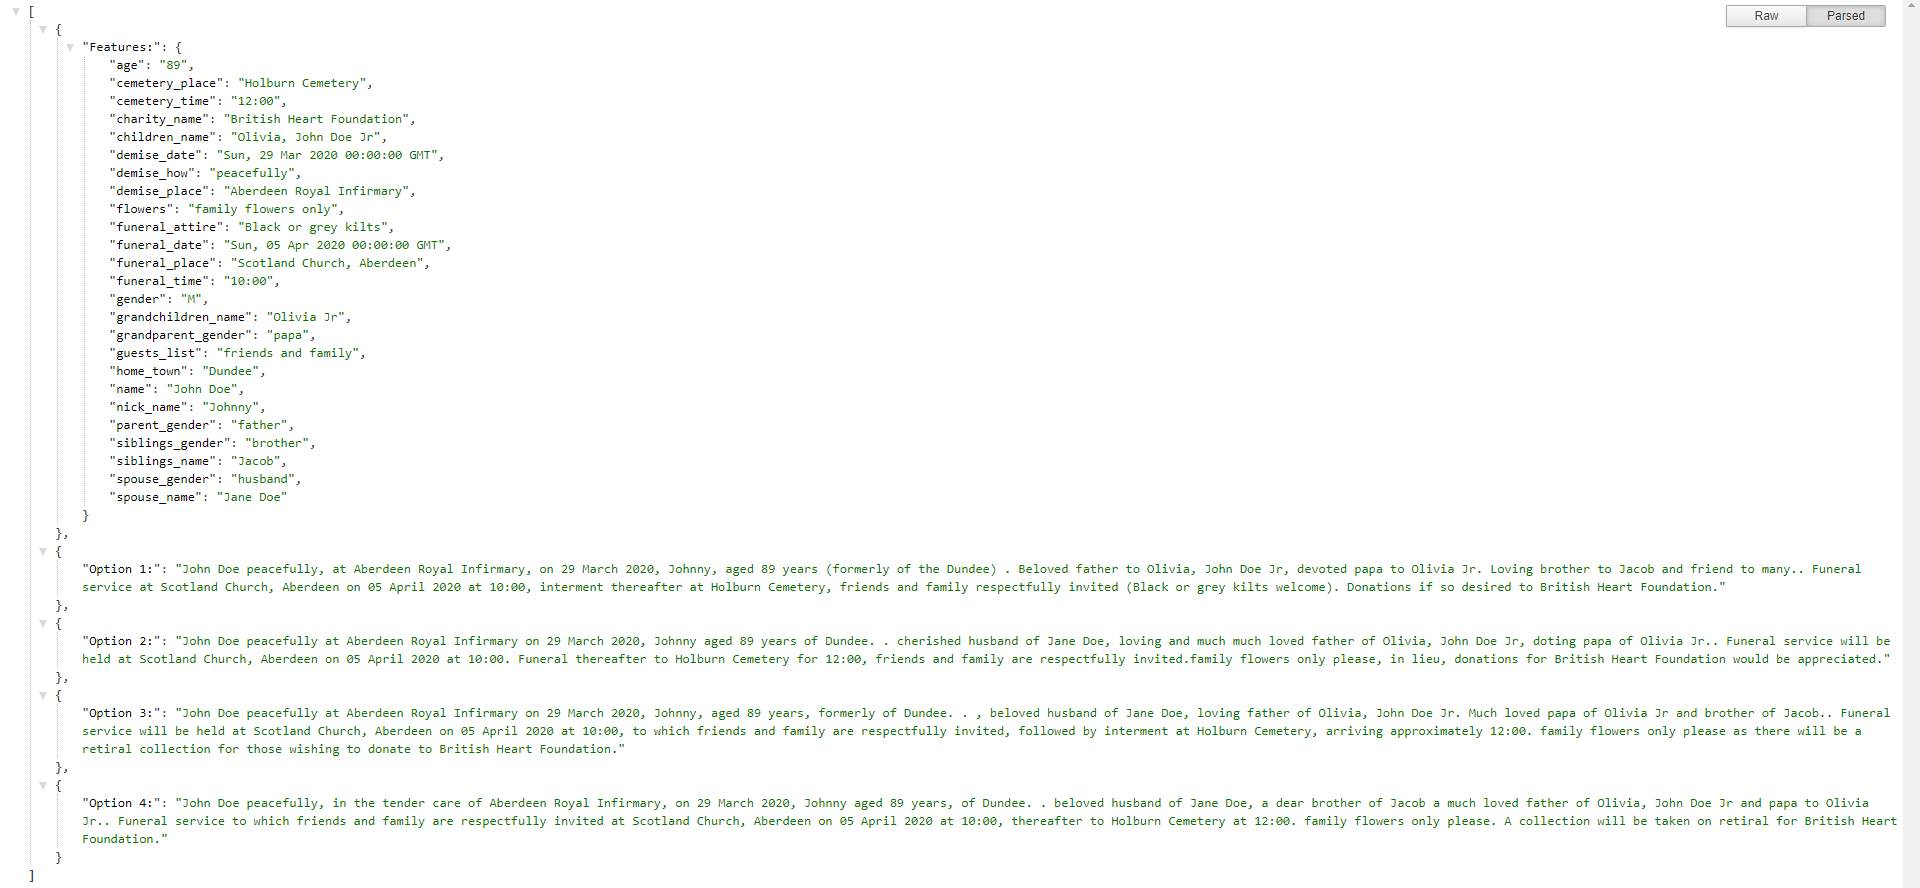 Raw Parsed
[
{
"Features:": {
"age": "89",
"cemetery_place": "Holburn Cemetery",
"cemetery_time": "12:00",
"charity_name": "British Heart Foundation",
"children_name": "Olivia, John Doe Jr",
"demise_date": "Sun, 29 Mar 2020 00:00:00 GMT",
"demise_how": "peacefully",
"demise_place": "Aberdeen Royal Infirmary",
"flowers": "family flowers only",
"funeral_attire": "Black or grey kilts",
"funeral_date": "Sun, 05 Apr 2020 00:00:00 GMT",
"funeral_place": "Scotland Church, Aberdeen",
"funeral_time": "10:00",
"gender": "M",
"grandchildren_name": "Olivia Jr",
"grandparent_gender": "papa",
"guests_list": "friends and family",
"home_town": "Dundee",
"name": "John Doe",
"nick_name": "Johnny",
"parent_gender": "father",
"siblings_gender": "brother",
"siblings_name": "Jacob",
"spouse_gender": "husband",
"spouse_name": "Jane Doe"
}
},
{
"Option 1:": "John Doe peacefully, at Aberdeen Royal Infirmary, on 29 March 2020, Johnny, aged 89 years (formerly of the Dundee) . Beloved father to Olivia, John Doe Jr, devoted papa to Olivia Jr. Loving brother to Jacob and friend to many.. Funeral
service at Scotland Church, Aberdeen on 05 April 2020 at 10:00, interment thereafter at Holburn Cemetery, friends and family respectfully invited (Black or grey kilts welcome). Donations if so desired to British Heart Foundation."
},
{
"Option 2:": "John Doe peacefully at Aberdeen Royal Infirmary on 29 March 2020, Johnny aged 89 years of Dundee. . cherished husband of Jane Doe, loving and much much loved father of Olivia, John Doe Jr, doting papa of Olivia Jr.. Funeral service will be
held at Scotland Church, Aberdeen on 05 April 2020 at 10:00. Funeral thereafter to Holburn Cemetery for 12:00, friends and family are respectfully invited.family flowers only please, in lieu, donations for British Heart Foundation would be appreciated."
},
{
"Option 3:": "John Doe peacefully at Aberdeen Royal Infirmary on 29 March 2020, Johnny, aged 89 years, formerly of Dundee. . , beloved husband of Jane Doe, loving father of Olivia, John Doe Jr. Much loved papa of Olivia Jr and brother of Jacob.. Funeral
service will be held at Scotland Church, Aberdeen on 05 April 2020 at 10:00, to which friends and family are respectfully invited, followed by interment at Holburn Cemetery, arriving approximately 12:00. family flowers only please as there will be a
retiral collection for those wishing to donate to British Heart Foundation."
},
{
"Option 4:": "John Doe peacefully, in the tender care of Aberdeen Royal Infirmary, on 29 March 2020, Johnny aged 89 years, of Dundee. . beloved husband of Jane Doe, a dear brother of Jacob a much loved father of Olivia, John Doe Jr and papa to Olivia
Jr.. Funeral service to which friends and family are respectfully invited at Scotland Church, Aberdeen on 05 April 2020 at 10:00, thereafter to Holburn Cemetery at 12:00. family flowers only please. A collection will be taken on retiral for British Heart
Foundation."
}
]